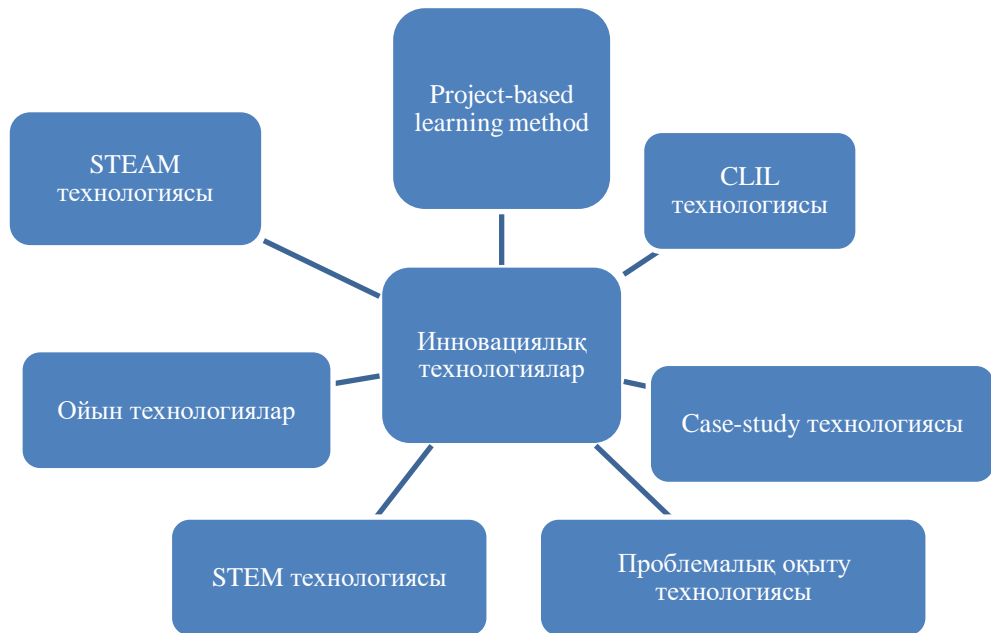 Project-based
learning method
STEAM
технологиясы
CLIL
технологиясы
Инновациялық
технологиялар
Ойын технологиялар
Case-study технологиясы
STEM технологиясы
Проблемалық оқыту
технологиясы